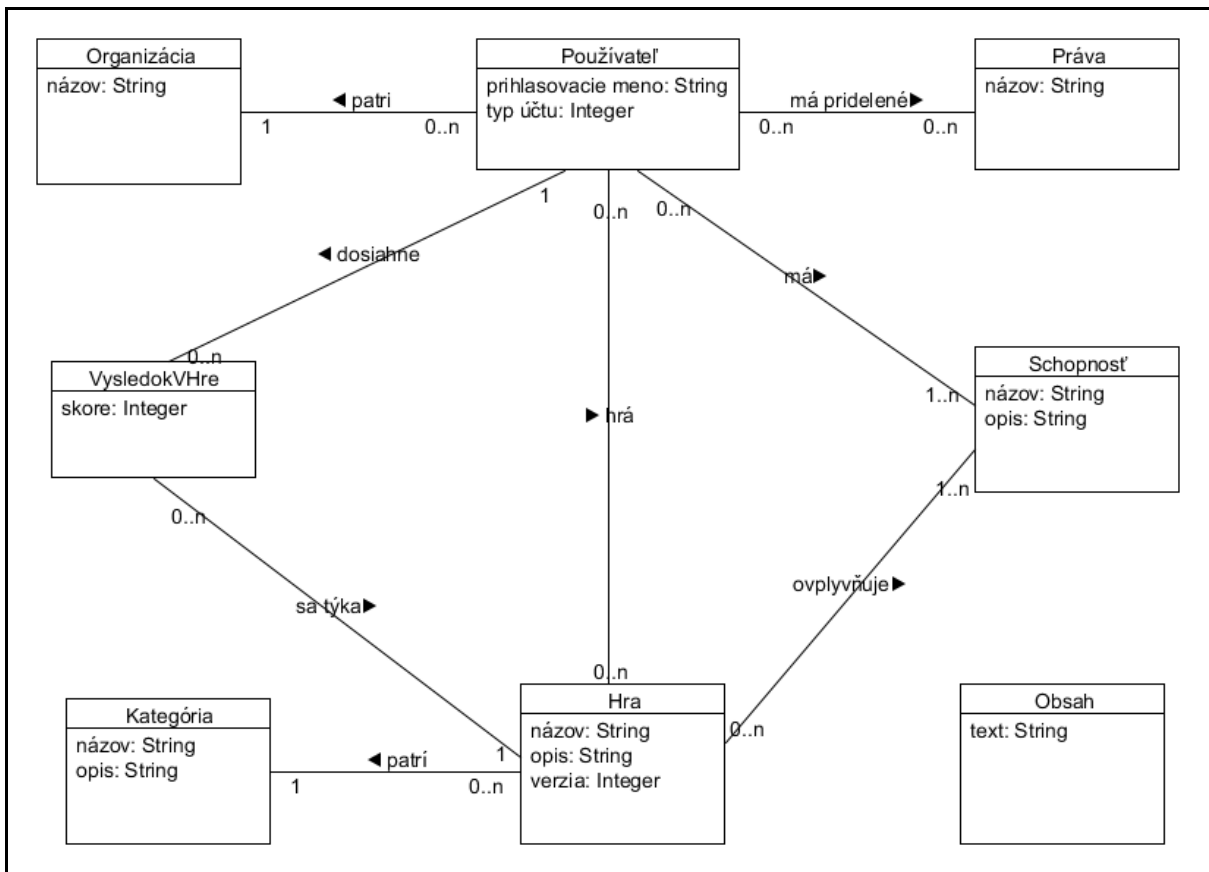 Organizácia
názov: String
Používateľ
prihlasovacie meno: String
typ účtu: Integer
Práva
názov: String
◄ patri
1
0..n
má pridelené►
0..n
0..n
1
0..n
0..n
◄ dosiahne
má►
0..n
VysledokVHre
skore: Integer
► hrá
Schopnosť
názov: String
opis: String
1..n
1..n
0..n
sa týka►
ovplyvňuje ►
0..n
Kategória
názov: String
opis: String
Hra
názov: String
opis: String
verzia: Integer
Obsah
text: String
0..n
1
◄ patrí
1
0..n